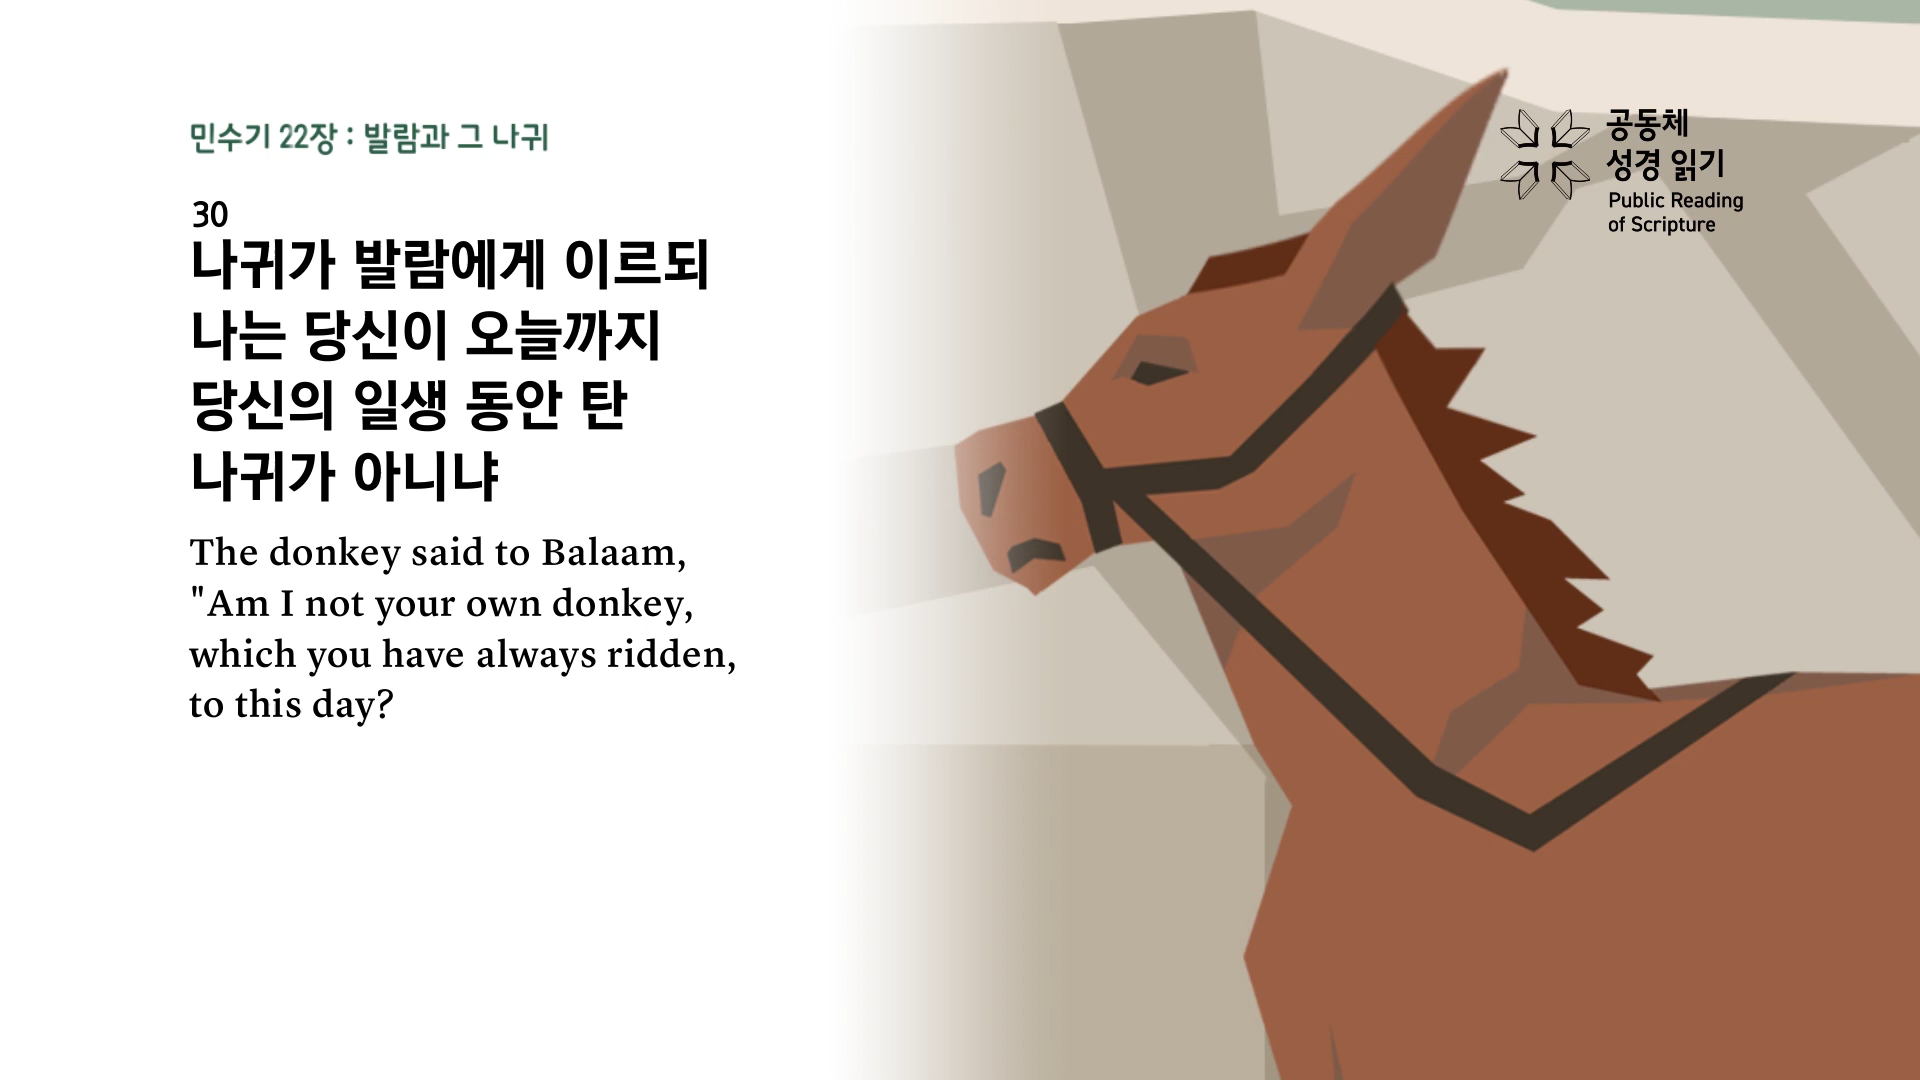 민수기 22장 : 발람과 그 나귀
30
나귀가 발람에게 이르되
나는 당신이 오늘까지
당신의 일생 동안 탄
나귀가 아니냐
The donkey said to Balaam,
"Am I not your own donkey,
which you have always ridden,
to this day?
공동체
성경 읽기
Public Reading
of Scripture